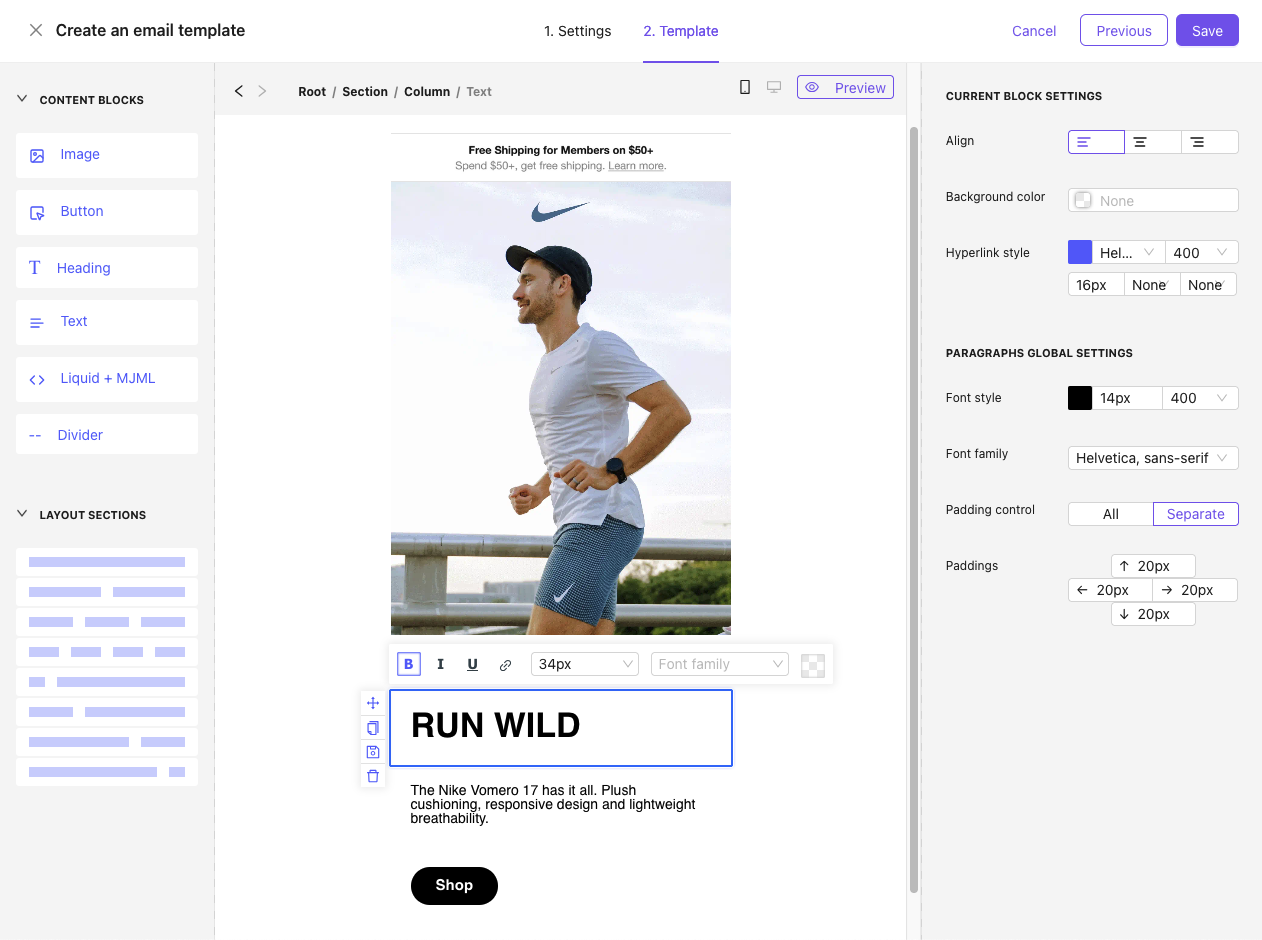 Create an email template
1. Settings
2. Template
Cancel
Previous
Save
CONTENT BLOCKS
Image
Button
Heading
Text
Liquid + MJML
Divider
LAYOUT SECTIONS
Root / Section / Column / Text
Preview
Free Shipping for Members on $50+
Spend $50+, get free shipping. Learn more.
B I U
34px
Font family
RUN WILD
The Nike Vomero 17 has it all. Plush
cushioning, responsive design and lightweight
breathability.
Shop
CURRENT BLOCK SETTINGS
Align
Background color
None
Hyperlink style
Hel...
400
16px
None
None
PARAGRAPHS GLOBAL SETTINGS
Font style
14px
400
Font family
Helvetica, sans-serif
Padding control
All
Separate
Paddings
↑ 20px
← 20px
→ 20px
↓ 20px